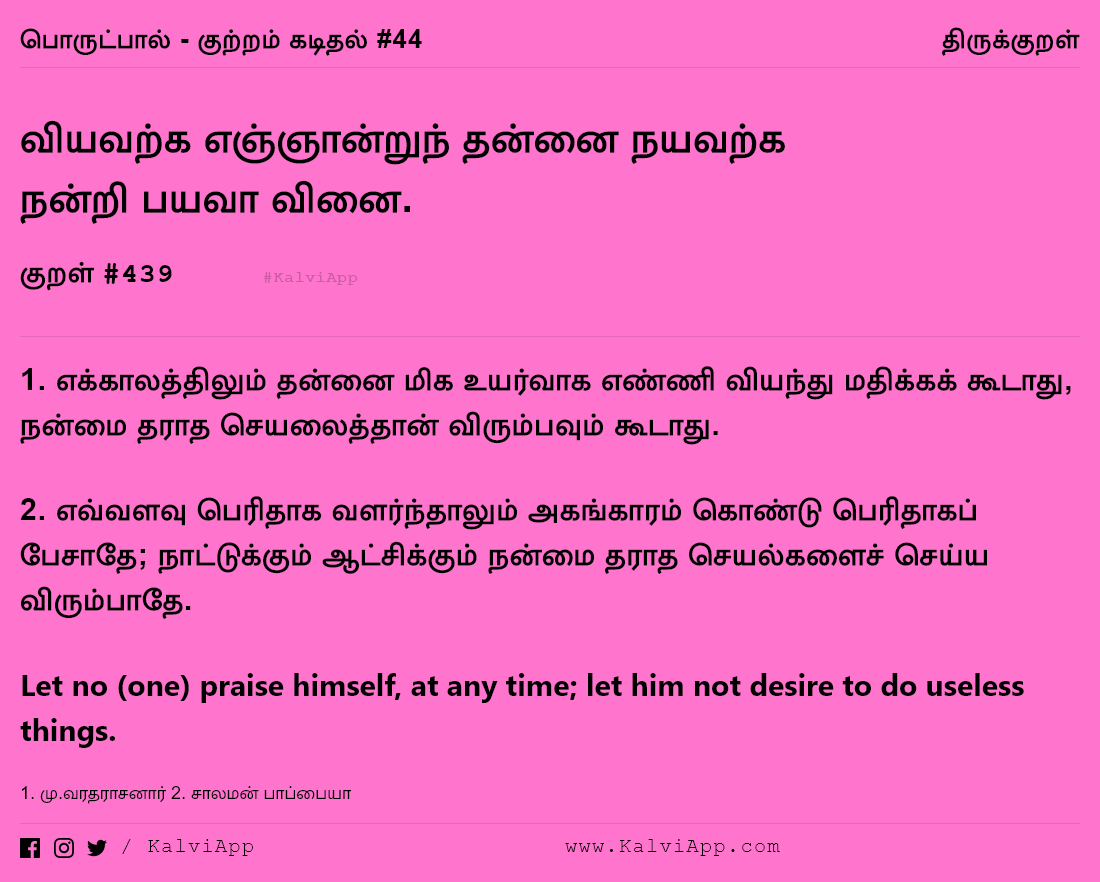 பொருட்பால் - குற்றம் கடிதல் #44
திருக்குறள்
வியவற்க எஞ்ஞான்றுந் தன்னை நயவற்க
நன்றி பயவா வினை.
குறள் #439
#KalviApp
1. எக்காலத்திலும் தன்னை மிக உயர்வாக எண்ணி வியந்து மதிக்கக் கூடாது,
நன்மை தராத செயலைத்தான் விரும்பவும் கூடாது.
2. எவ்வளவு பெரிதாக வளர்ந்தாலும் அகங்காரம் கொண்டு பெரிதாகப்
பேசாதே; நாட்டுக்கும் ஆட்சிக்கும் நன்மை தராத செயல்களைச் செய்ய
விரும்பாதே.
Let no (one) praise himself, at any time; let him not desire to do useless
things.
1. மு.வரதராசனார் 2. சாலமன் பாப்பையா
/ KalviApp
www.KalviApp.com